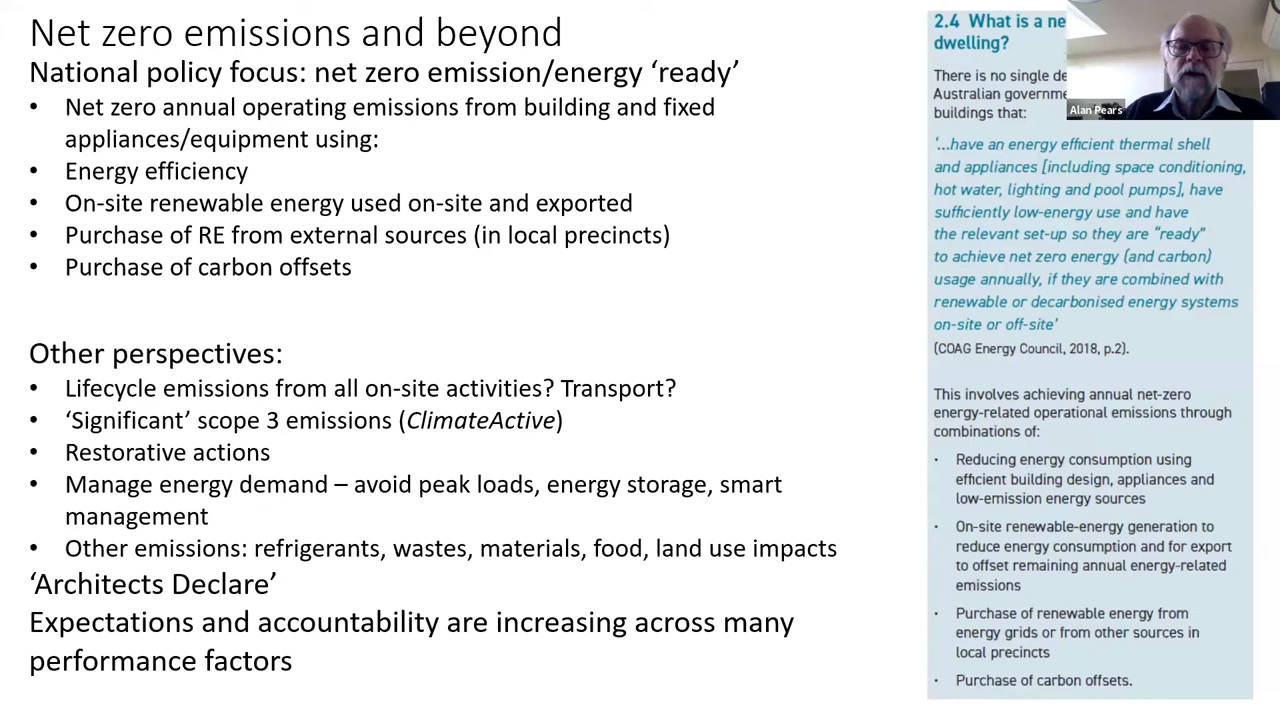 Net zero emissions and beyond
National policy focus: net zero emission/energy ‘ready’
• Net zero annual operating emissions from building and fixed
appliances/equipment using:
• Energy efficiency
• On-site renewable energy used on-site and exported
• Purchase of RE from external sources (in local precincts)
• Purchase of carbon offsets
Other perspectives:
• Lifecycle emissions from all on-site activities? Transport?
• ‘Significant’ scope 3 emissions (ClimateActive)
• Restorative actions
• Manage energy demand – avoid peak loads, energy storage, smart
management
• Other emissions: refrigerants, wastes, materials, food, land use impacts
‘Architects Declare’
Expectations and accountability are increasing across many
performance factors
2.4 What is a ne
dwelling?
There is no single de
Australian governme
buildings that:
‘...have an energy efficient thermal shell
and appliances [including space conditioning,
hot water, lighting and pool pumps], have
sufficiently low-energy use and have
the relevant set-up so they are “ready”
to achieve net zero energy (and carbon)
usage annually, if they are combined with
renewable or decarbonised energy systems
on-site or off-site’
(COAG Energy Council, 2018, p.2).
This involves achieving annual net-zero
energy-related operational emissions through
combinations of:
• Reducing energy consumption using
efficient building design, appliances and
low-emission energy sources
• On-site renewable-energy generation to
reduce energy consumption and for export
to offset remaining annual energy-related
emissions
• Purchase of renewable energy from
energy grids or from other sources in
local precincts
• Purchase of carbon offsets.
Alan Pears